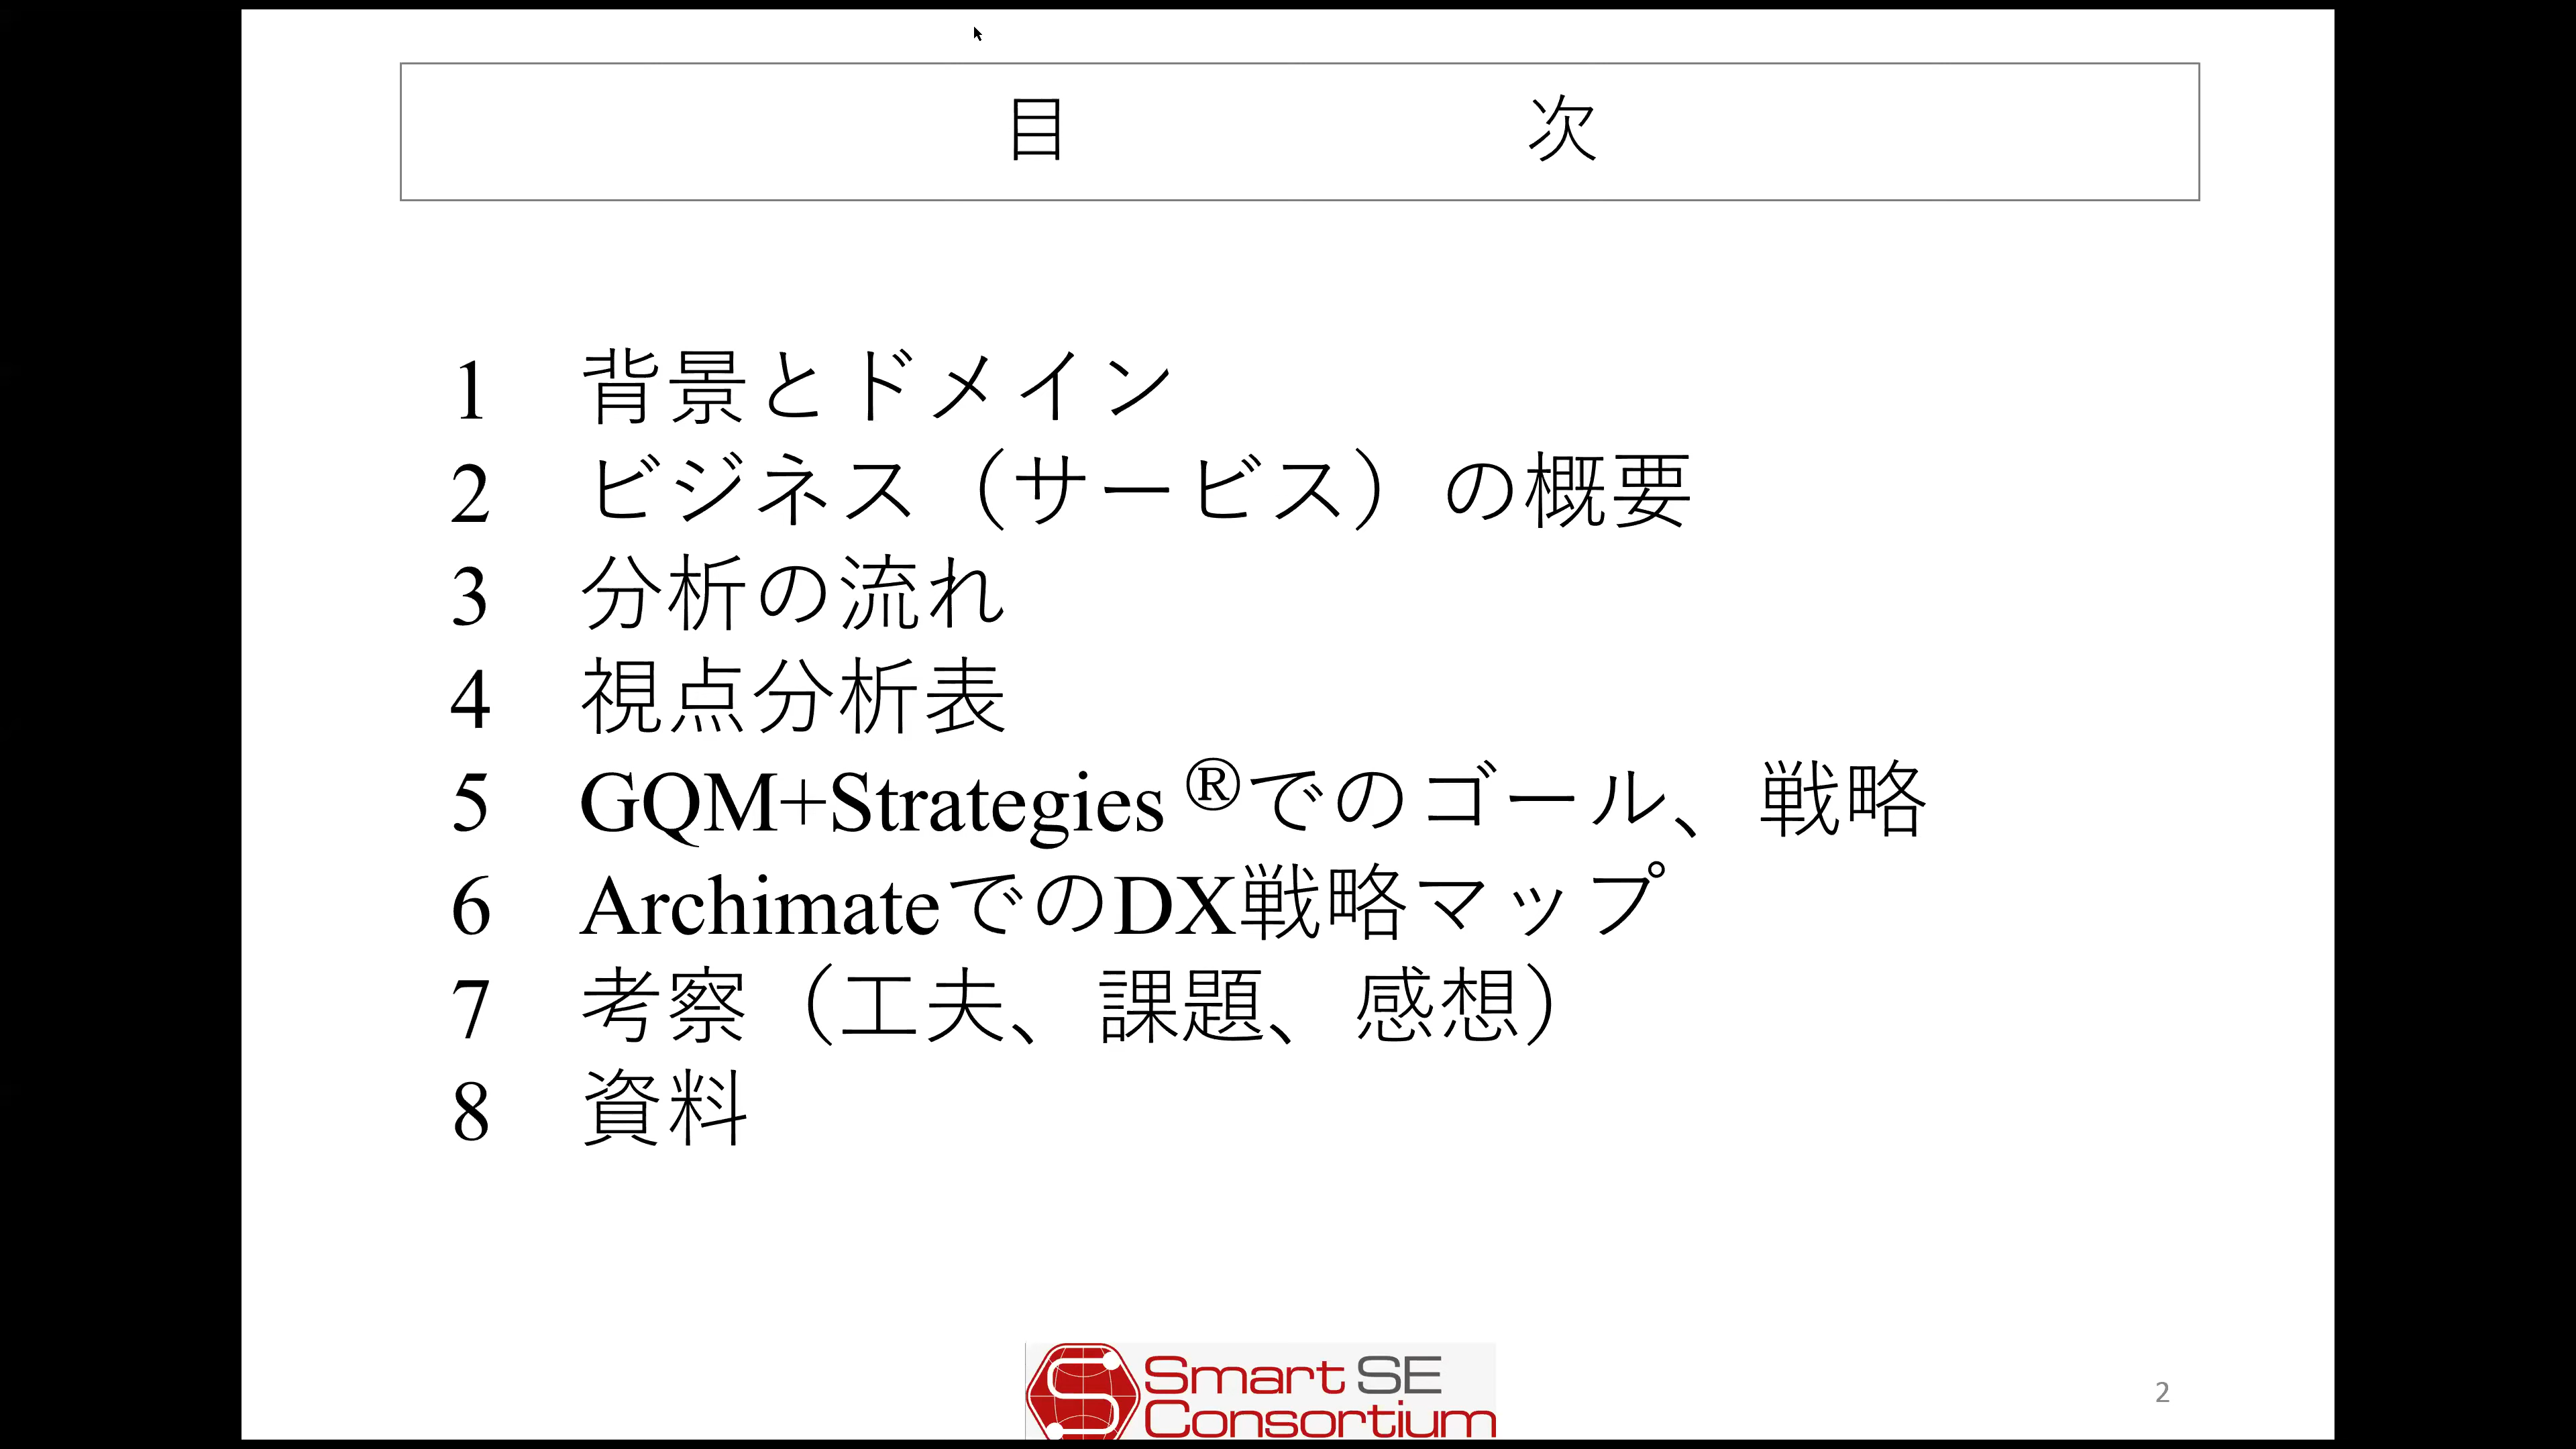 目　次
1 背景とドメイン
2 ビジネス（サービス）の概要
3 分析の流れ
4 視点分析表
5 GQM+Strategies ®でのゴール、戦略
6 ArchimateでのDX戦略マップ
7 考察（工夫、課題、感想）
8 資料
Smart SE
Consortium
2